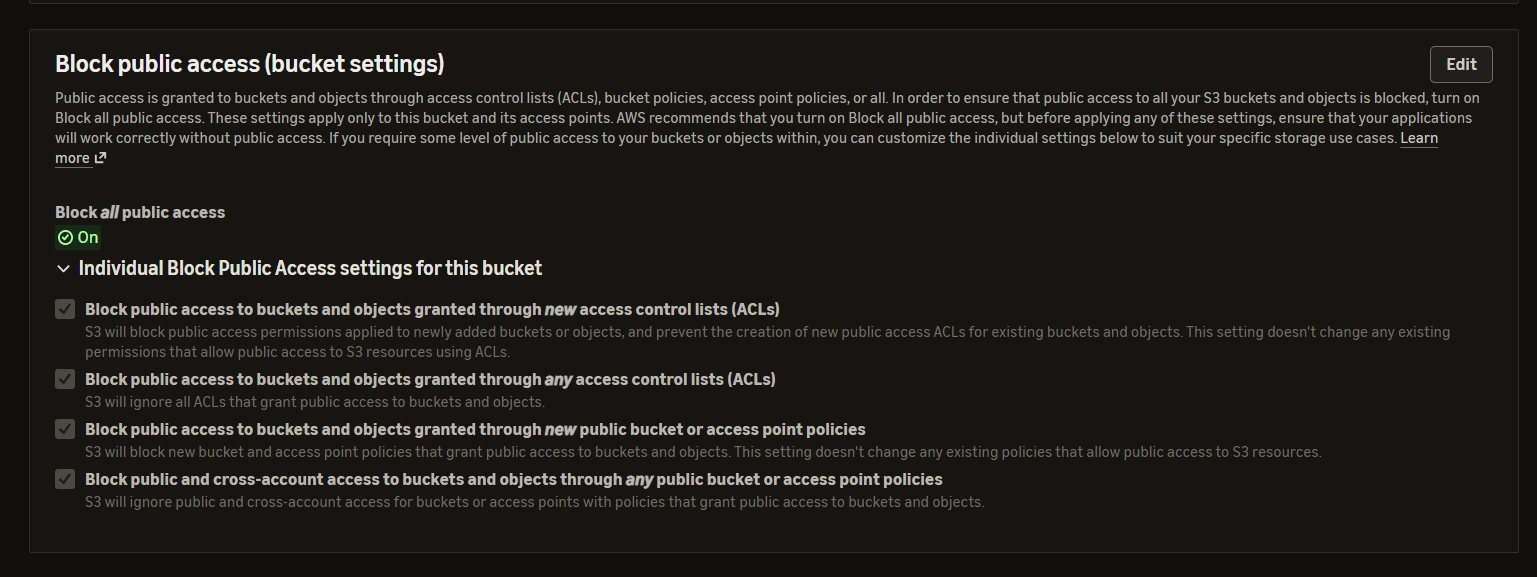 Block public access (bucket settings)
Edit
Public access is granted to buckets and objects through access control lists (ACLs), bucket policies, access point policies, or all. In order to ensure that public access to all your S3 buckets and objects is blocked, turn on
Block all public access. These settings apply only to this bucket and its access points. AWS recommends that you turn on Block all public access, but before applying any of these settings, ensure that your applications
will work correctly without public access. If you require some level of public access to your buckets or objects within, you can customize the individual settings below to suit your specific storage use cases. Learn
more
Block all public access
On
Individual Block Public Access settings for this bucket
Block public access to buckets and objects granted through new access control lists (ACLs)
S3 will block public access permissions applied to newly added buckets or objects, and prevent the creation of new public access ACLs for existing buckets and objects. This setting doesn't change any existing
permissions that allow public access to S3 resources using ACLs.
Block public access to buckets and objects granted through any access control lists (ACLs)
S3 will ignore all ACLs that grant public access to buckets and objects.
Block public access to buckets and objects granted through new public bucket or access point policies
S3 will block new bucket and access point policies that grant public access to buckets and objects. This setting doesn't change any existing policies that allow public access to S3 resources.
Block public and cross-account access to buckets and objects through any public bucket or access point policies
S3 will ignore public and cross-account access for buckets or access points with policies that grant public access to buckets and objects.